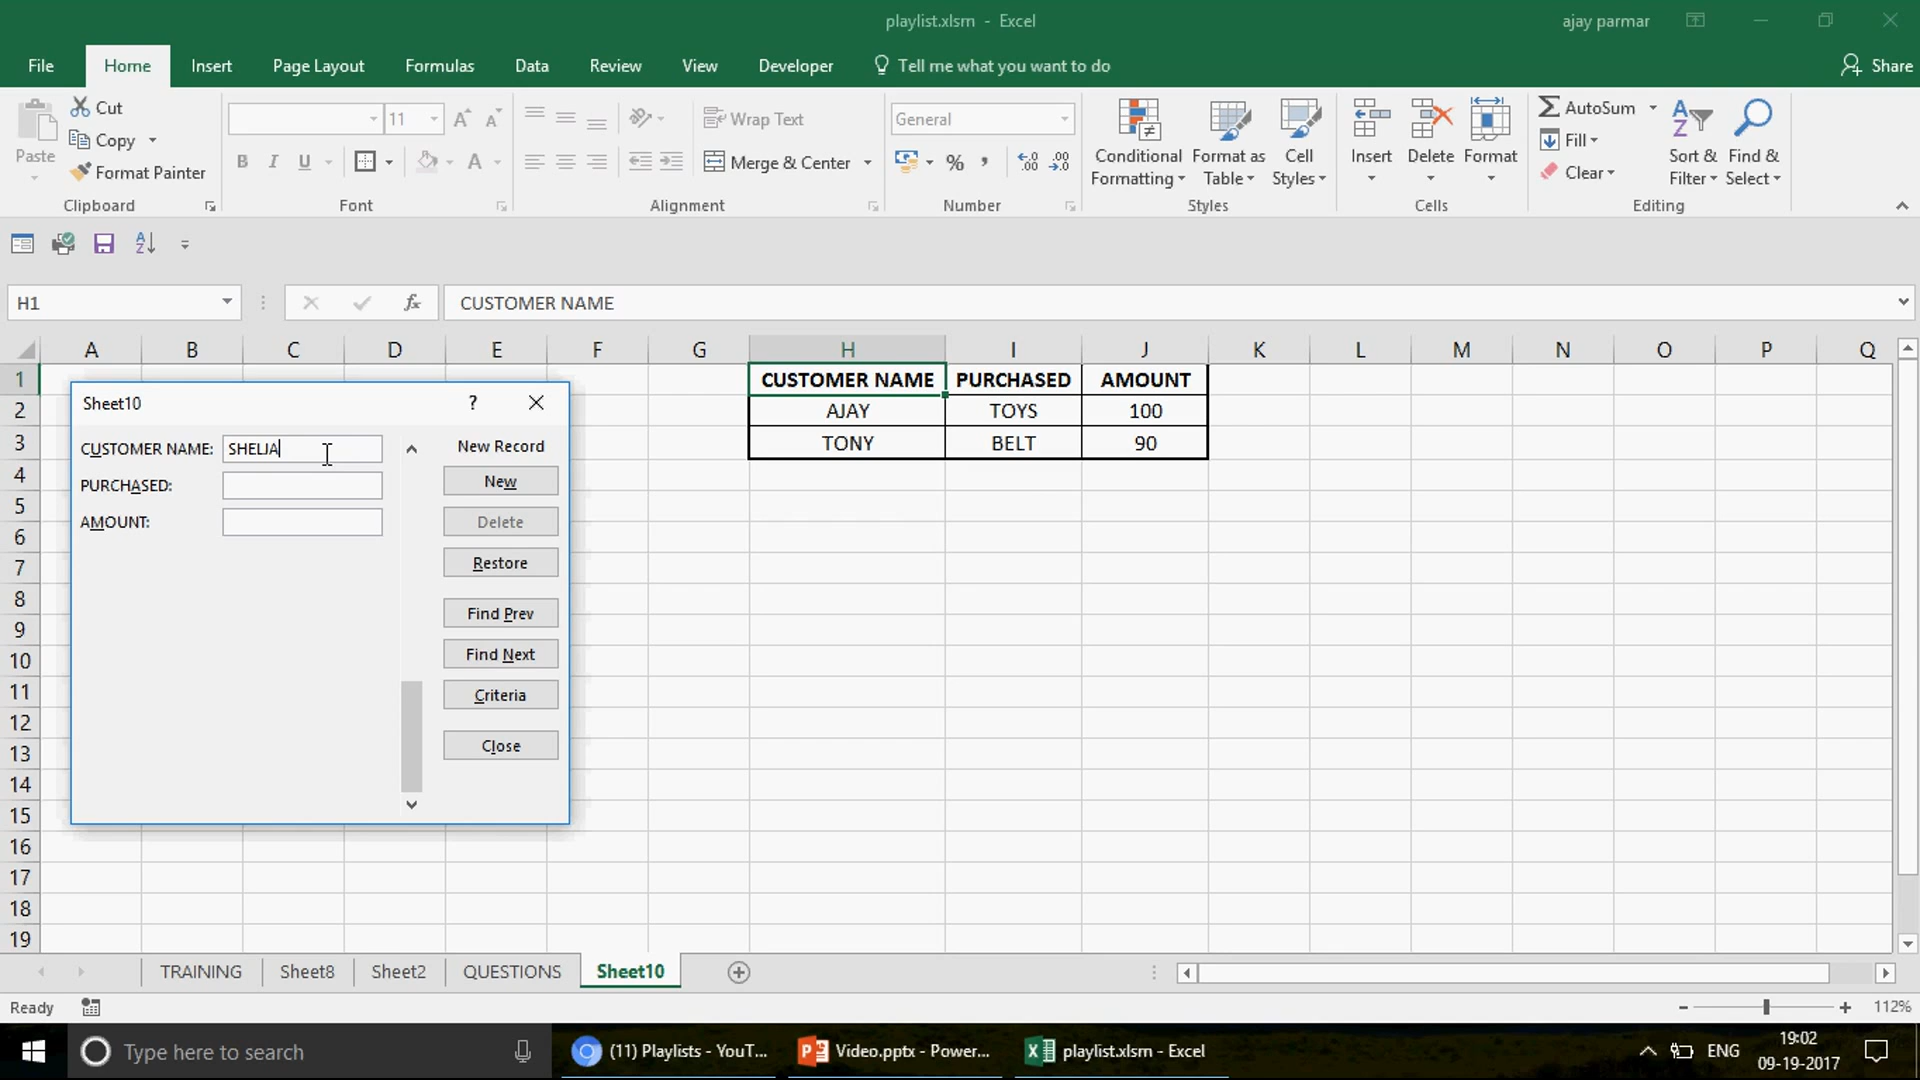 playlist.xlsm - Excel
ajay parmar
File Home Insert Page Layout Formulas Data Review View Developer Tell me what you want to do Share
Cut
Copy
Format Painter
Paste
Clipboard
11
B I U A
Font
Wrap Text
Merge & Center
Alignment
General
%
Number
Conditional Formatting
Format as Table
Cell Styles
Styles
Insert Delete Format
Cells
AutoSum
Fill
Clear
Sort & Filter
Find & Select
Editing
H1
fx
CUSTOMER NAME
A B C D E F G H I J K L M N O P Q
1 CUSTOMER NAME PURCHASED AMOUNT
2 AJAY TOYS 100
3 TONY BELT 90
4
5
6
7
8
9
10
11
12
13
14
15
16
17
18
19
Sheet10 ?
CUSTOMER NAME: SHELJA
PURCHASED:
AMOUNT:
New Record
New
Delete
Restore
Find Prev
Find Next
Criteria
Close
TRAINING Sheet8 Sheet2 QUESTIONS Sheet10
Ready
112%
Type here to search
(11) Playlists - YouT...
Video.pptx - Power...
playlist.xlsm - Excel
ENG
19:02
09-19-2017